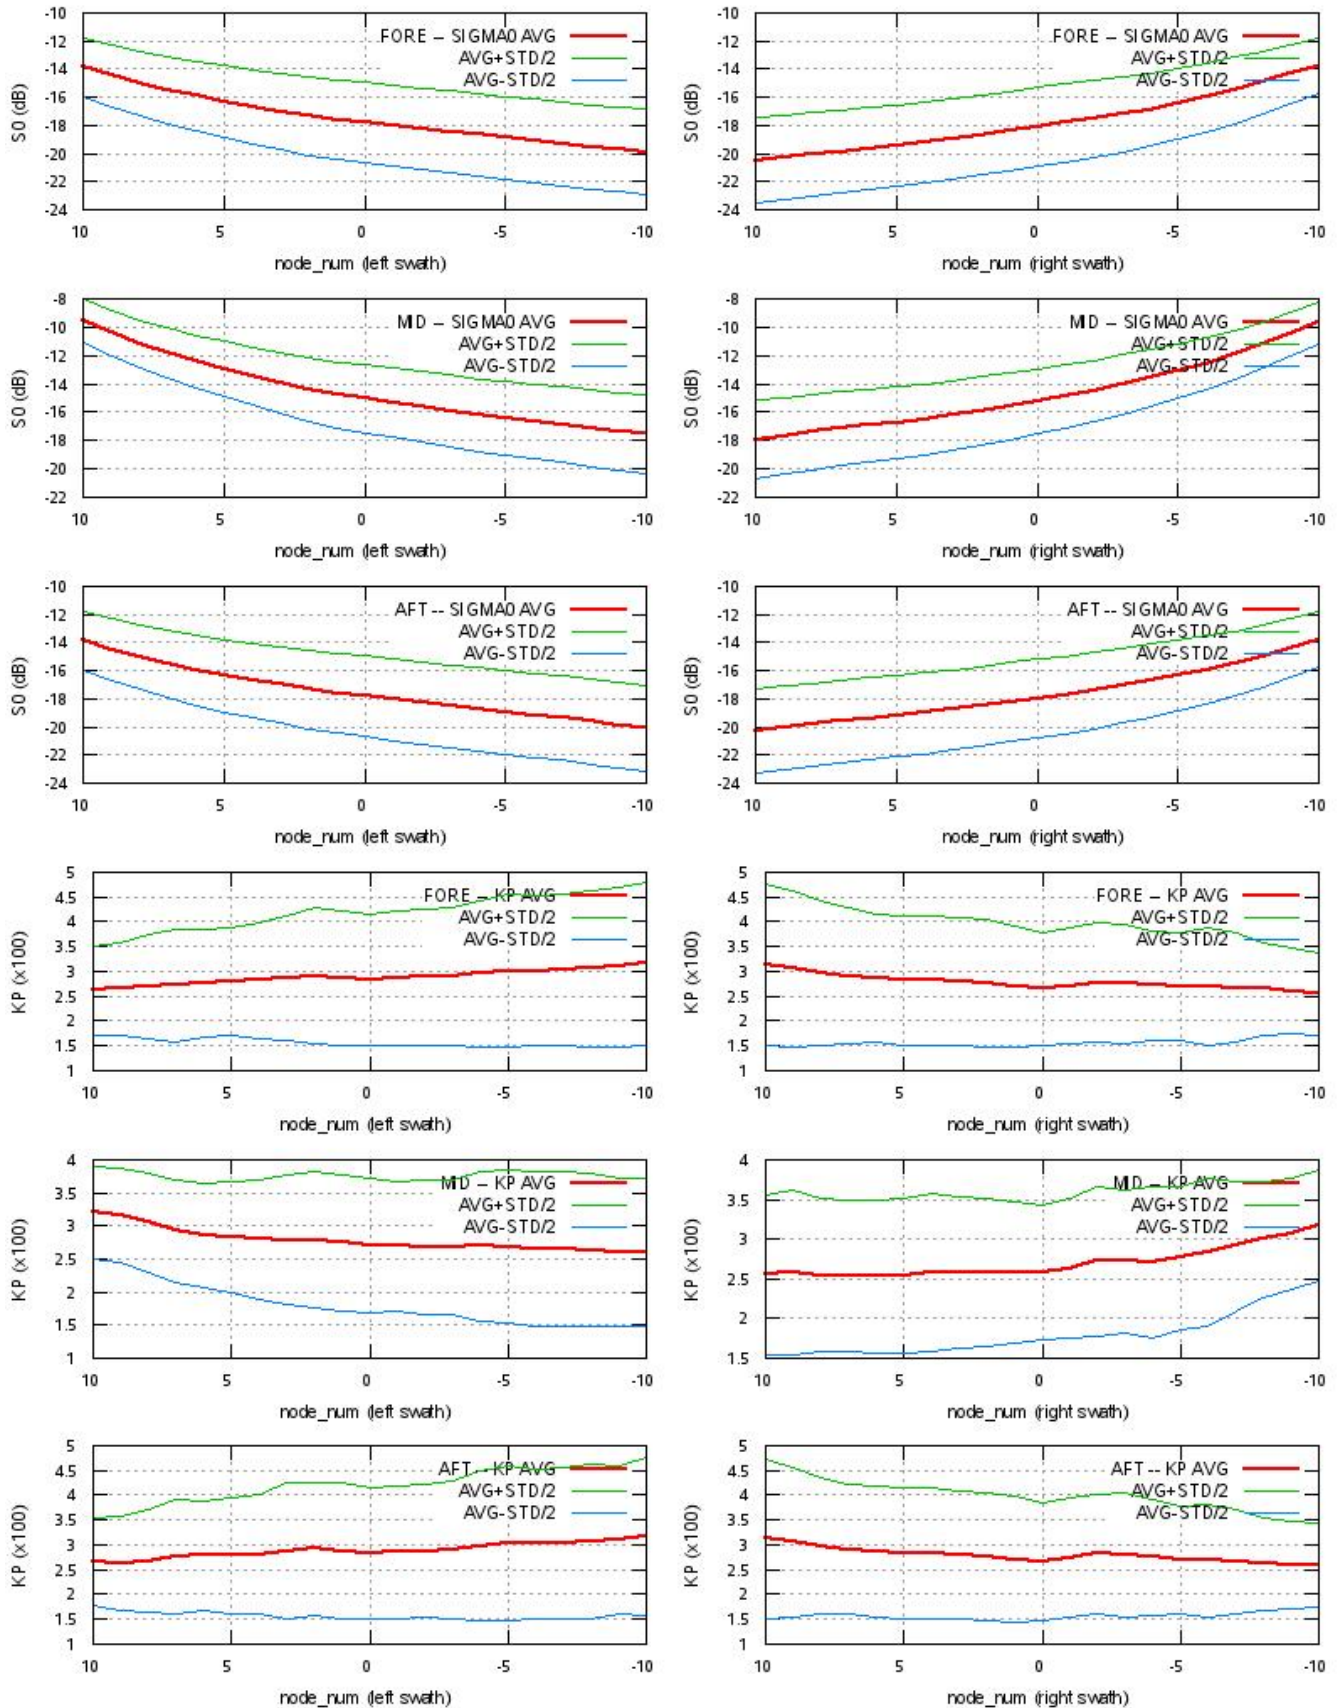 -10
-12
-14
-16
-18
-20
-22
-24
S0 (dB)
FORE -- SIGMA0 AVG
AVG+STD/2
AVG-STD/2
10 5 0 -5 -10
node_num (left swath)
-10
-12
-14
-16
-18
-20
-22
-24
S0 (dB)
FORE -- SIGMA0 AVG
AVG+STD/2
AVG-STD/2
10 5 0 -5 -10
node_num (right swath)
-8
-10
-12
-14
-16
-18
-20
-22
S0 (dB)
MID -- SIGMA0 AVG
AVG+STD/2
AVG-STD/2
10 5 0 -5 -10
node_num (left swath)
-8
-10
-12
-14
-16
-18
-20
-22
S0 (dB)
MID -- SIGMA0 AVG
AVG+STD/2
AVG-STD/2
10 5 0 -5 -10
node_num (right swath)
-10
-12
-14
-16
-18
-20
-22
-24
S0 (dB)
AFT -- SIGMA0 AVG
AVG+STD/2
AVG-STD/2
10 5 0 -5 -10
node_num (left swath)
-10
-12
-14
-16
-18
-20
-22
-24
S0 (dB)
AFT -- SIGMA0 AVG
AVG+STD/2
AVG-STD/2
10 5 0 -5 -10
node_num (right swath)
5
4.5
4
3.5
3
2.5
2
1.5
1
KP (x100)
FORE -- KP AVG
AVG+STD/2
AVG-STD/2
10 5 0 -5 -10
node_num (left swath)
5
4.5
4
3.5
3
2.5
2
1.5
1
KP (x100)
FORE -- KP AVG
AVG+STD/2
AVG-STD/2
10 5 0 -5 -10
node_num (right swath)
4
3.5
3
2.5
2
1.5
1
KP (x100)
MID -- KP AVG
AVG+STD/2
AVG-STD/2
10 5 0 -5 -10
node_num (left swath)
4
3.5
3
2.5
2
1.5
KP (x100)
MID -- KP AVG
AVG+STD/2
AVG-STD/2
10 5 0 -5 -10
node_num (right swath)
5
4.5
4
3.5
3
2.5
2
1.5
1
KP (x100)
AFT -- KP AVG
AVG+STD/2
AVG-STD/2
10 5 0 -5 -10
node_num (left swath)
5
4.5
4
3.5
3
2.5
2
1.5
1
KP (x100)
AFT -- KP AVG
AVG+STD/2
AVG-STD/2
10 5 0 -5 -10
node_num (right swath)